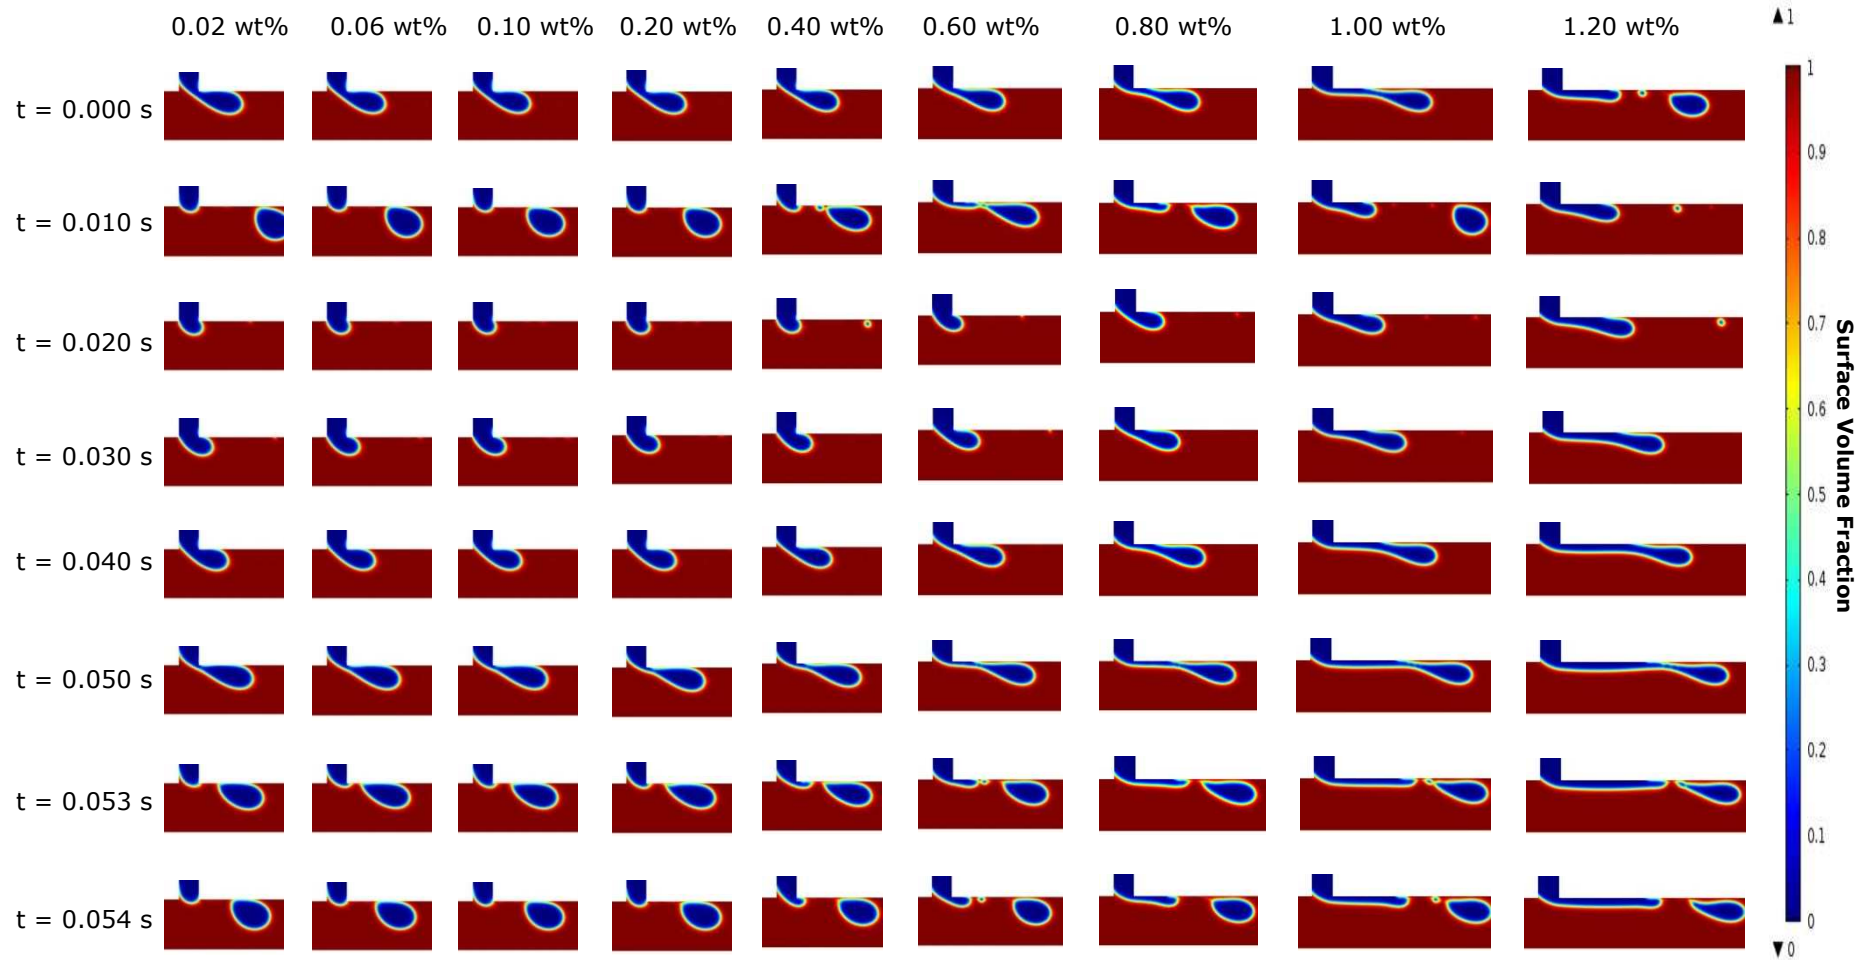 0.02 wt% 0.06 wt% 0.10 wt% 0.20 wt% 0.40 wt% 0.60 wt% 0.80 wt% 1.00 wt% 1.20 wt%
▲ 1
t = 0.000 s
t = 0.010 s
t = 0.020 s
t = 0.030 s
t = 0.040 s
t = 0.050 s
t = 0.053 s
t = 0.054 s
1
0.9
0.8
0.7
0.6
0.5
0.4
0.3
0.2
0.1
0
▼ 0
Surface Volume Fraction